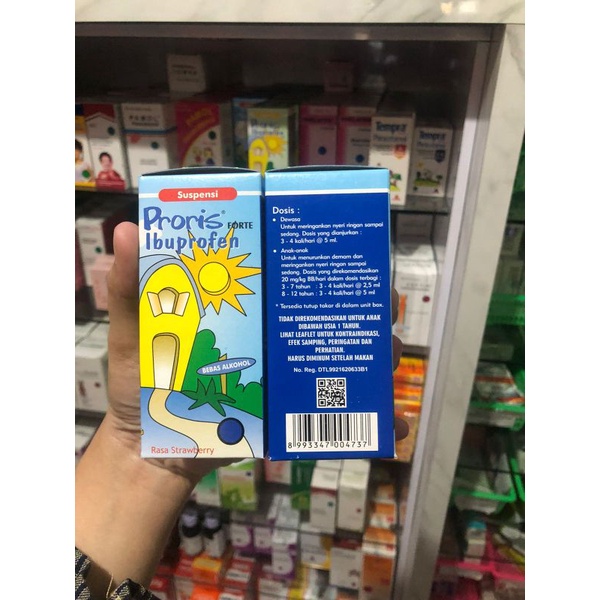 Suspensi
Proris® FORTE
Ibuprofen
BEBAS ALKOHOL
Rasa Strawberry
Dosis :
• Dewasa
Untuk meringankan nyeri ringan sampai
sedang. Dosis yang dianjurkan :
3 - 4 kali/hari @ 5 ml.
• Anak-anak
Untuk menurunkan demam dan
meringankan nyeri ringan sampai
sedang. Dosis yang direkomendasikan
20 mg/kg BB/hari dalam dosis terbagi :
3 - 7 tahun : 3 - 4 kali/hari @ 2,5 ml
8 - 12 tahun : 3 - 4 kali/hari @ 5 ml
* Tersedia tutup takar di dalam unit box.
TIDAK DIREKOMENDASIKAN UNTUK ANAK
DIBAWAH USIA 1 TAHUN.
LIHAT LEAFLET UNTUK KONTRAINDIKASI,
EFEK SAMPING, PERINGATAN DAN
PERHATIAN.
HARUS DIMINUM SETELAH MAKAN
No. Reg. DTL9921620633B1
8 993347 004737
Tempra
Tempra